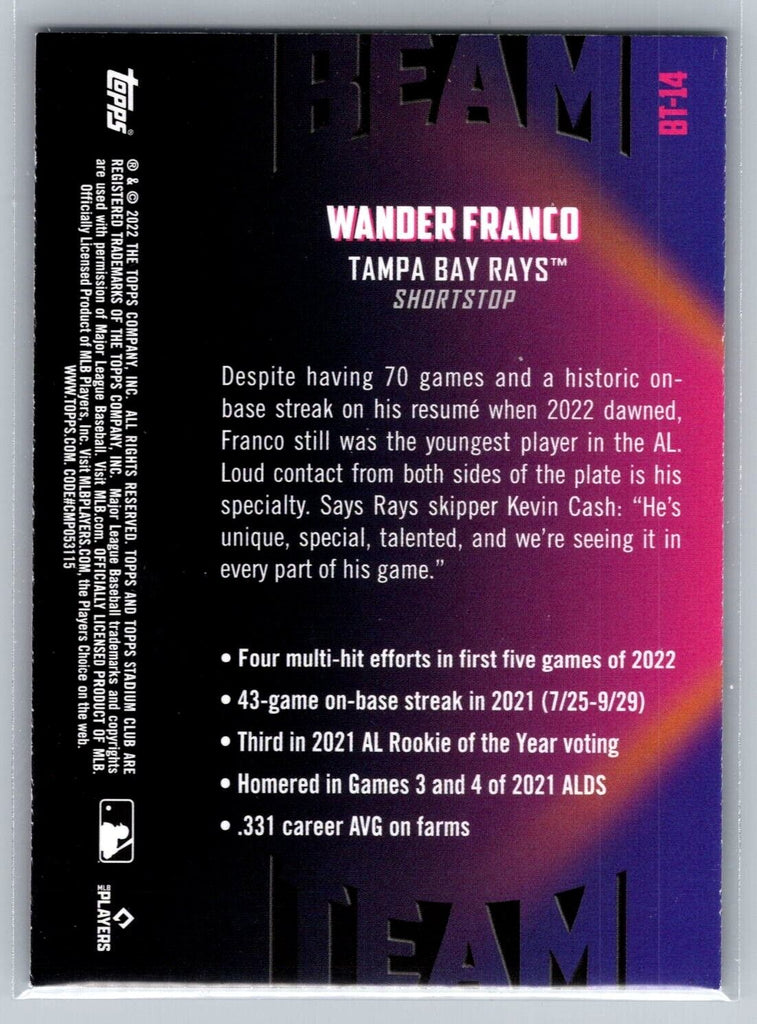 BEAM
BT-14
WANDER FRANCO
TAMPA BAY RAYS™
SHORTSTOP
Despite having 70 games and a historic on-
base streak on his resumé when 2022 dawned,
Franco still was the youngest player in the AL.
Loud contact from both sides of the plate is his
specialty. Says Rays skipper Kevin Cash: “He’s
unique, special, talented, and we’re seeing it in
every part of his game.”
• Four multi-hit efforts in first five games of 2022
• 43-game on-base streak in 2021 (7/25-9/29)
• Third in 2021 AL Rookie of the Year voting
• Homered in Games 3 and 4 of 2021 ALDS
• .331 career AVG on farms
TEAM
topps®
® & © 2022 THE TOPPS COMPANY, INC. ALL RIGHTS RESERVED. TOPPS AND TOPPS STADIUM CLUB ARE
REGISTERED TRADEMARKS OF THE TOPPS COMPANY, INC. Major League Baseball trademarks and copyrights
are used with permission of Major League Baseball. Visit MLB.com. OFFICIALLY LICENSED PRODUCT OF MLB.
Officially Licensed Product of MLB Players, Inc. Visit MLBPLAYERS.COM, the Players Choice on the web.
WWW.TOPPS.COM. CODE#CMP053115
MLB
PLAYERS